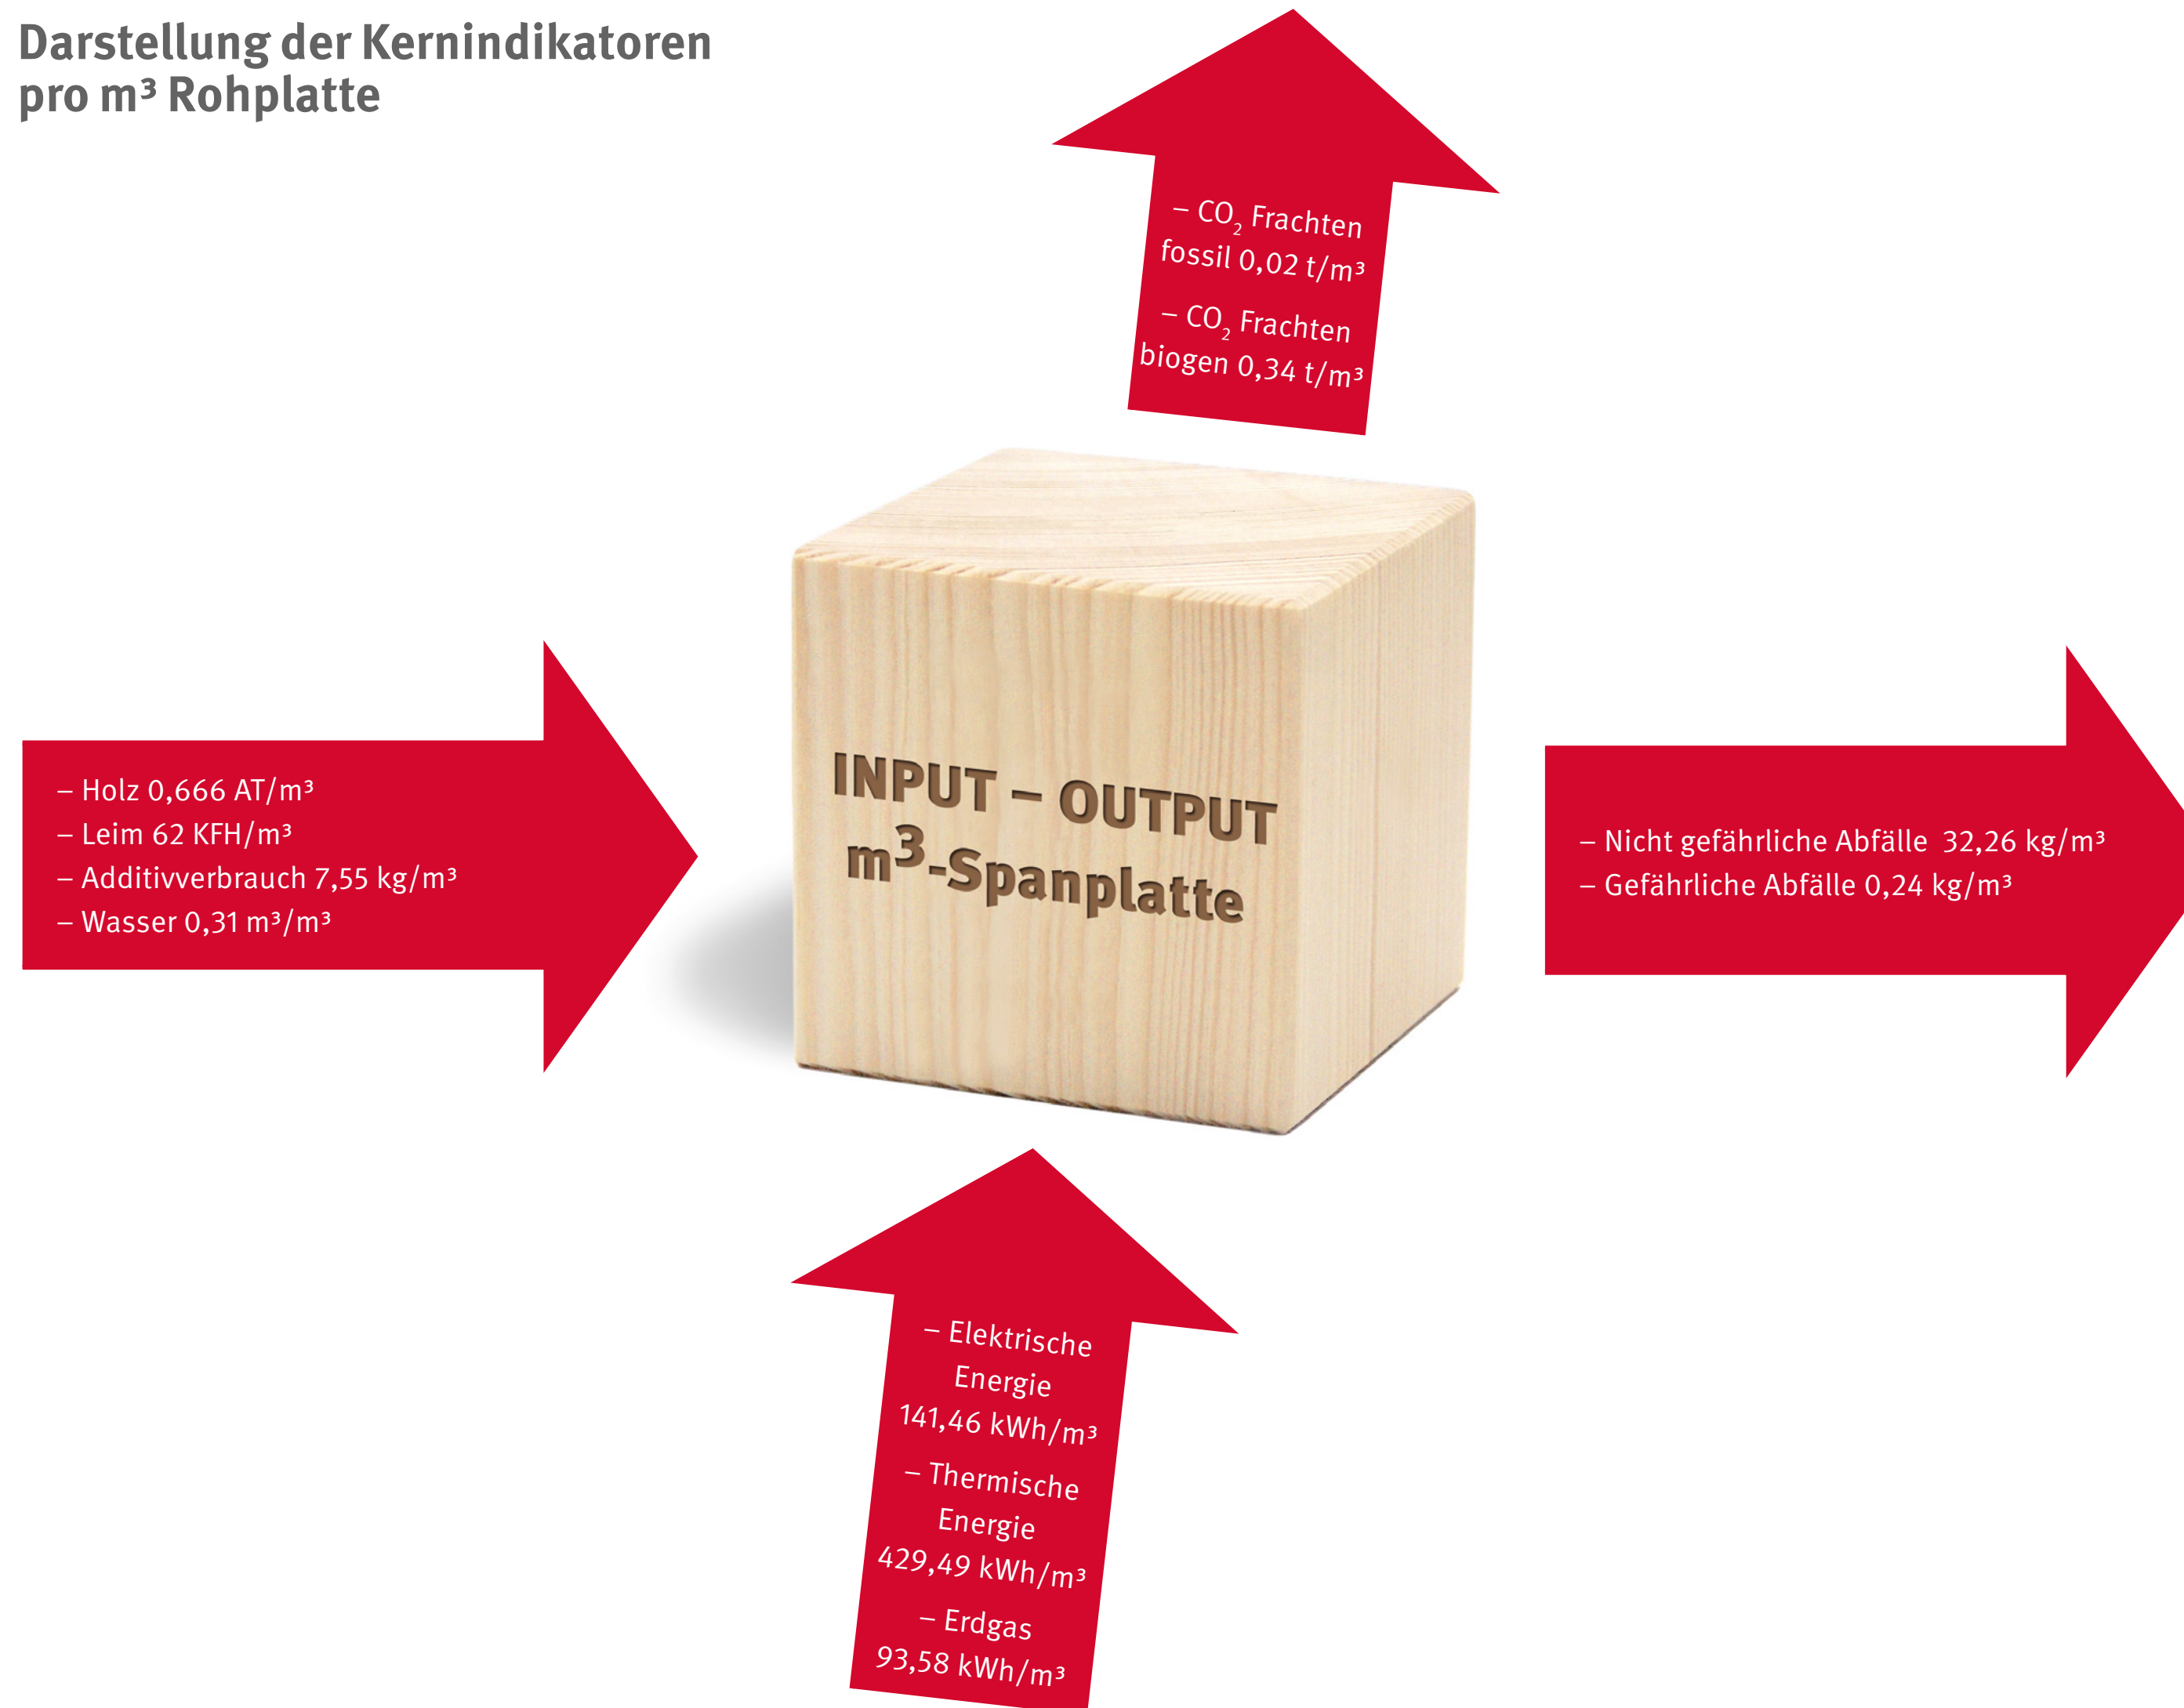 Darstellung der Kernindikatoren
pro m³ Rohplatte
– CO₂ Frachten
fossil 0,02 t/m³
– CO₂ Frachten
biogen 0,34 t/m³
INPUT – OUTPUT
m³-Spanplatte
– Holz 0,666 AT/m³
– Leim 62 KFH/m³
– Additivverbrauch 7,55 kg/m³
– Wasser 0,31 m³/m³
– Nicht gefährliche Abfälle  32,26 kg/m³
– Gefährliche Abfälle 0,24 kg/m³
– Elektrische
Energie
141,46 kWh/m³
– Thermische
Energie
429,49 kWh/m³
– Erdgas
93,58 kWh/m³